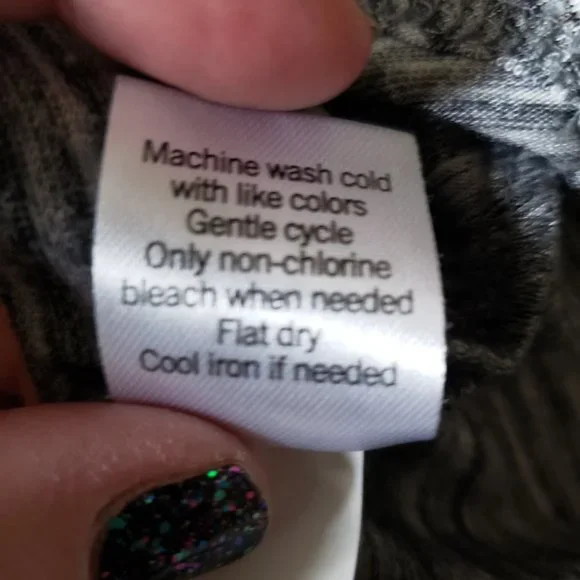 Machine wash cold
with like colors
Gentle cycle
Only non-chlorine
bleach when needed
Flat dry
Cool iron if needed